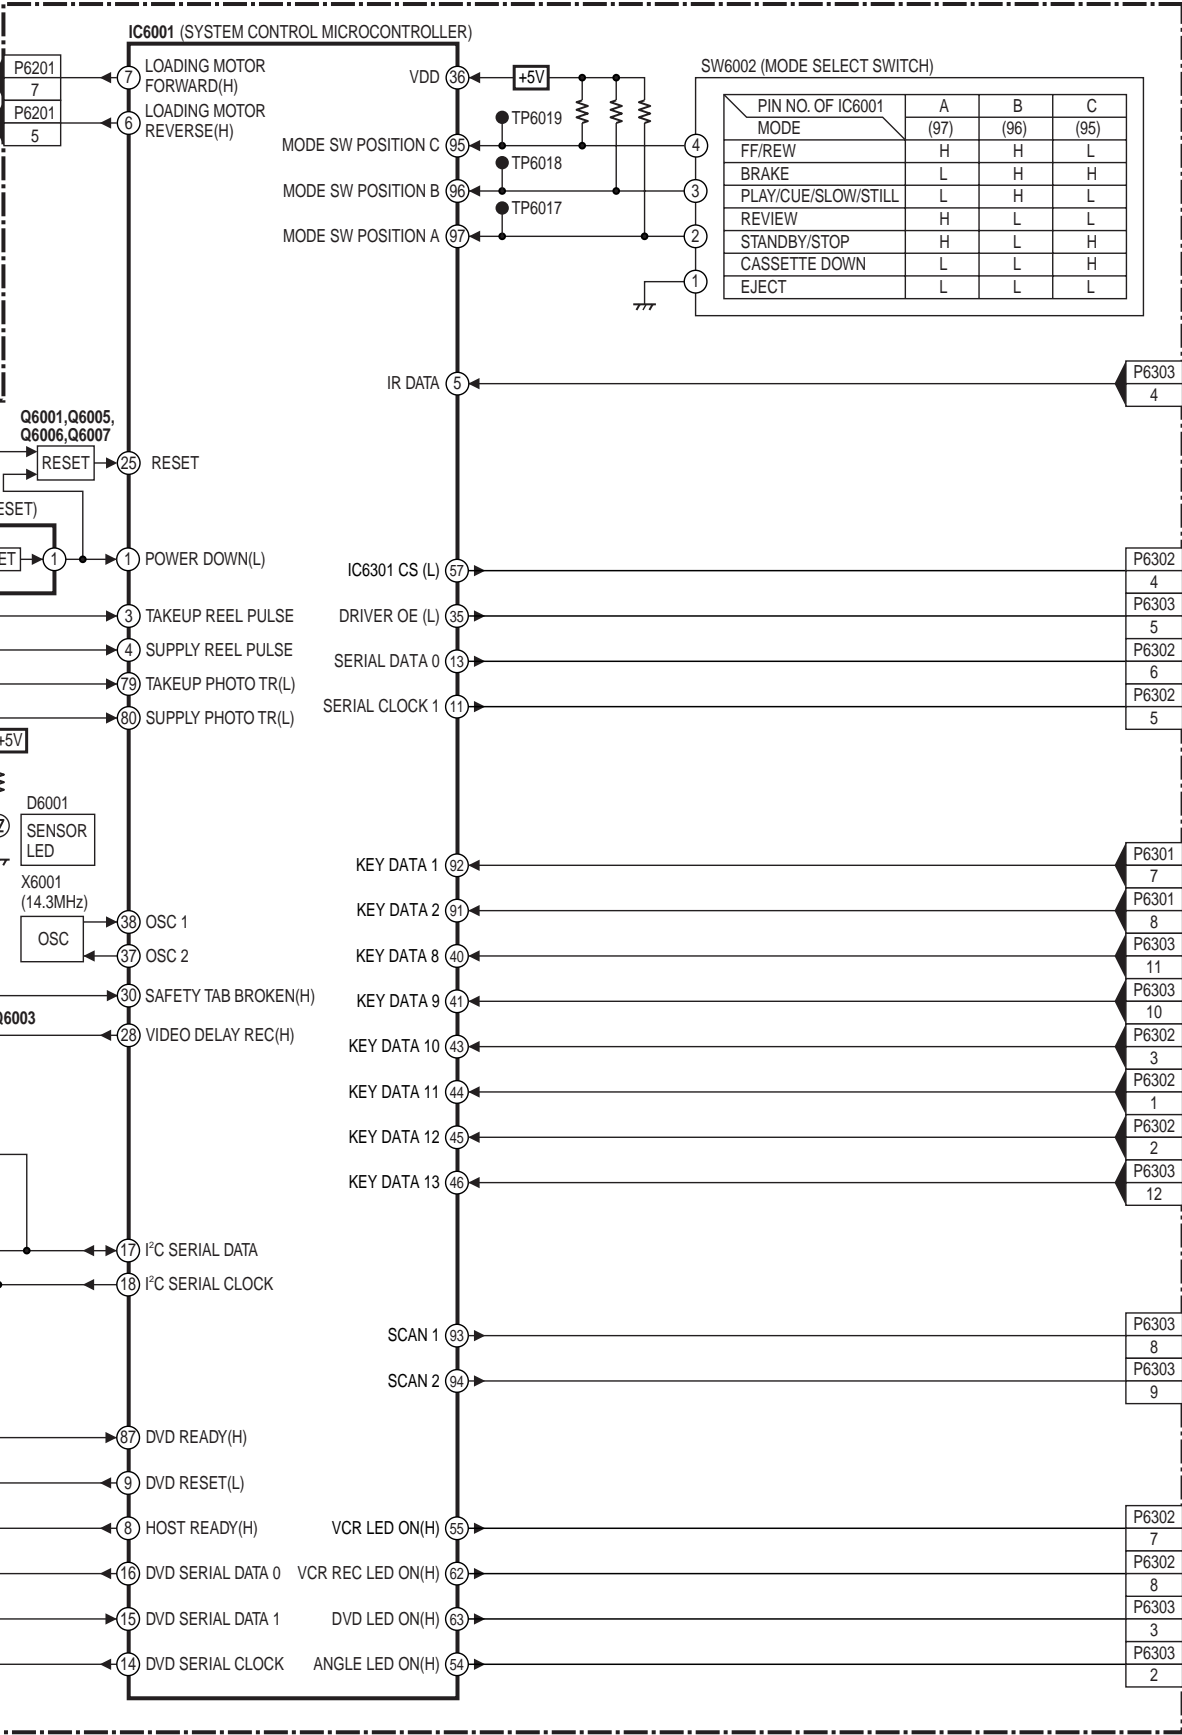 IC6001 (SYSTEM CONTROL MICROCONTROLLER)
P6201
7
P6201
5
7 LOADING MOTOR
FORWARD(H)
6 LOADING MOTOR
REVERSE(H)
VDD 36
+5V
MODE SW POSITION C 95
TP6019
MODE SW POSITION B 96
TP6018
MODE SW POSITION A 97
TP6017
4
3
2
1
SW6002 (MODE SELECT SWITCH)
PIN NO. OF IC6001 A B C
MODE (97) (96) (95)
FF/REW H H L
BRAKE L H H
PLAY/CUE/SLOW/STILL L H L
REVIEW H L L
STANDBY/STOP H L H
CASSETTE DOWN L L H
EJECT L L L
IR DATA 5
P6303
4
Q6001,Q6005,
Q6006,Q6007
RESET
25 RESET
ESET)
ET
1
1 POWER DOWN(L)
3 TAKEUP REEL PULSE
4 SUPPLY REEL PULSE
79 TAKEUP PHOTO TR(L)
80 SUPPLY PHOTO TR(L)
IC6301 CS (L) 57
P6302
4
DRIVER OE (L) 35
P6303
5
SERIAL DATA 0 13
P6302
6
SERIAL CLOCK 1 11
P6302
5
+5V
D6001
SENSOR
LED
X6001
(14.3MHz)
OSC
38 OSC 1
37 OSC 2
30 SAFETY TAB BROKEN(H)
Q6003
28 VIDEO DELAY REC(H)
KEY DATA 1 92
P6301
7
KEY DATA 2 91
P6301
8
KEY DATA 8 40
P6303
11
KEY DATA 9 41
P6303
10
KEY DATA 10 43
P6302
3
KEY DATA 11 44
P6302
1
KEY DATA 12 45
P6302
2
KEY DATA 13 46
P6303
12
17 I²C SERIAL DATA
18 I²C SERIAL CLOCK
SCAN 1 93
P6303
8
SCAN 2 94
P6303
9
87 DVD READY(H)
9 DVD RESET(L)
8 HOST READY(H)
16 DVD SERIAL DATA 0
15 DVD SERIAL DATA 1
14 DVD SERIAL CLOCK
VCR LED ON(H) 55
P6302
7
VCR REC LED ON(H) 62
P6302
8
DVD LED ON(H) 63
P6303
3
ANGLE LED ON(H) 54
P6303
2